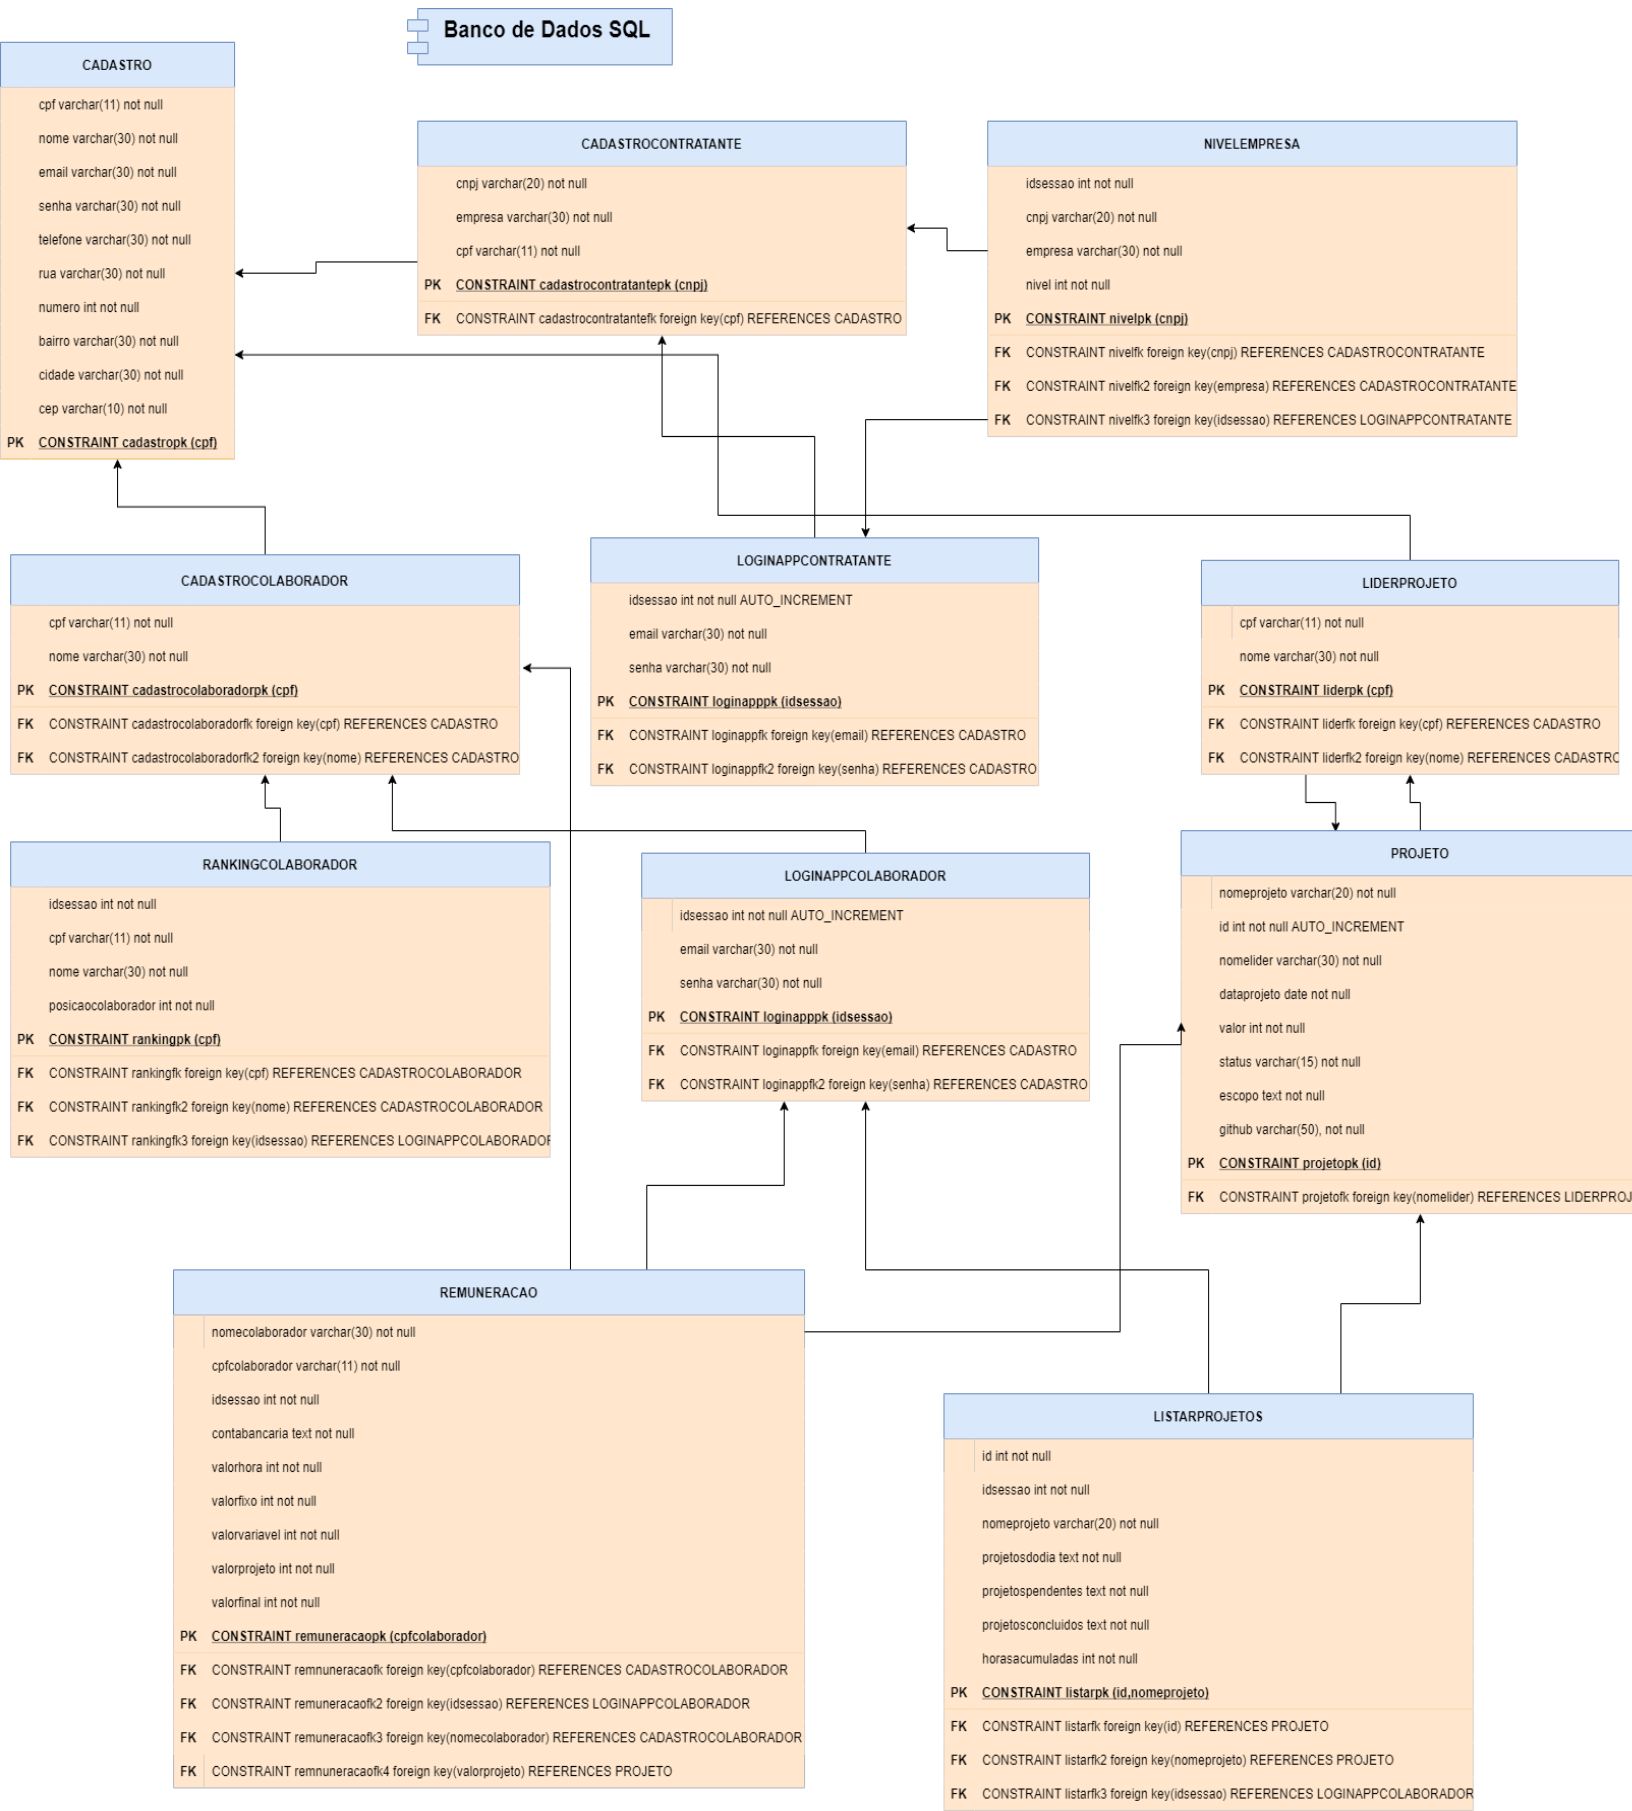 Banco de Dados SQL
CADASTRO
cpf varchar(11) not null
nome varchar(30) not null
email varchar(30) not null
senha varchar(30) not null
telefone varchar(30) not null
rua varchar(30) not null
numero int not null
bairro varchar(30) not null
cidade varchar(30) not null
cep varchar(10) not null
PK CONSTRAINT cadastropk (cpf)
CADASTROCONTRATANTE
cnpj varchar(20) not null
empresa varchar(30) not null
cpf varchar(11) not null
PK CONSTRAINT cadastrocontratantepk (cnpj)
FK CONSTRAINT cadastrocontratantefk foreign key(cpf) REFERENCES CADASTRO
NIVELEMPRESA
idsessao int not null
cnpj varchar(20) not null
empresa varchar(30) not null
nivel int not null
PK CONSTRAINT nivelpk (cnpj)
FK CONSTRAINT nivelfk foreign key(cnpj) REFERENCES CADASTROCONTRATANTE
FK CONSTRAINT nivelfk2 foreign key(empresa) REFERENCES CADASTROCONTRATANTE
FK CONSTRAINT nivelfk3 foreign key(idsessao) REFERENCES LOGINAPPCONTRATANTE
CADASTROCOLABORADOR
cpf varchar(11) not null
nome varchar(30) not null
PK CONSTRAINT cadastrocolaboradorpk (cpf)
FK CONSTRAINT cadastrocolaboradorfk foreign key(cpf) REFERENCES CADASTRO
FK CONSTRAINT cadastrocolaboradorfk2 foreign key(nome) REFERENCES CADASTRO
LOGINAPPCONTRATANTE
idsessao int not null AUTO_INCREMENT
email varchar(30) not null
senha varchar(30) not null
PK CONSTRAINT loginapppk (idsessao)
FK CONSTRAINT loginappfk foreign key(email) REFERENCES CADASTRO
FK CONSTRAINT loginappfk2 foreign key(senha) REFERENCES CADASTRO
LIDERPROJETO
cpf varchar(11) not null
nome varchar(30) not null
PK CONSTRAINT liderpk (cpf)
FK CONSTRAINT liderfk foreign key(cpf) REFERENCES CADASTRO
FK CONSTRAINT liderfk2 foreign key(nome) REFERENCES CADASTRO
RANKINGCOLABORADOR
idsessao int not null
cpf varchar(11) not null
nome varchar(30) not null
posicaocolaborador int not null
PK CONSTRAINT rankingpk (cpf)
FK CONSTRAINT rankingfk foreign key(cpf) REFERENCES CADASTROCOLABORADOR
FK CONSTRAINT rankingfk2 foreign key(nome) REFERENCES CADASTROCOLABORADOR
FK CONSTRAINT rankingfk3 foreign key(idsessao) REFERENCES LOGINAPPCOLABORADOR
LOGINAPPCOLABORADOR
idsessao int not null AUTO_INCREMENT
email varchar(30) not null
senha varchar(30) not null
PK CONSTRAINT loginapppk (idsessao)
FK CONSTRAINT loginappfk foreign key(email) REFERENCES CADASTRO
FK CONSTRAINT loginappfk2 foreign key(senha) REFERENCES CADASTRO
PROJETO
nomeprojeto varchar(20) not null
id int not null AUTO_INCREMENT
nomelider varchar(30) not null
dataprojeto date not null
valor int not null
status varchar(15) not null
escopo text not null
github varchar(50), not null
PK CONSTRAINT projetopk (id)
FK CONSTRAINT projetofk foreign key(nomelider) REFERENCES LIDERPROJ
REMUNERACAO
nomecolaborador varchar(30) not null
cpfcolaborador varchar(11) not null
idsessao int not null
contabancaria text not null
valorhora int not null
valorfixo int not null
valorvariavel int not null
valorprojeto int not null
valorfinal int not null
PK CONSTRAINT remuneracaopk (cpfcolaborador)
FK CONSTRAINT remnuneracaofk foreign key(cpfcolaborador) REFERENCES CADASTROCOLABORADOR
FK CONSTRAINT remuneracaofk2 foreign key(idsessao) REFERENCES LOGINAPPCOLABORADOR
FK CONSTRAINT remuneracaofk3 foreign key(nomecolaborador) REFERENCES CADASTROCOLABORADOR
FK CONSTRAINT remnuneracaofk4 foreign key(valorprojeto) REFERENCES PROJETO
LISTARPROJETOS
id int not null
idsessao int not null
nomeprojeto varchar(20) not null
projetosdodia text not null
projetospendentes text not null
projetosconcluidos text not null
horasacumuladas int not null
PK CONSTRAINT listarpk (id,nomeprojeto)
FK CONSTRAINT listarfk foreign key(id) REFERENCES PROJETO
FK CONSTRAINT listarfk2 foreign key(nomeprojeto) REFERENCES PROJETO
FK CONSTRAINT listarfk3 foreign key(idsessao) REFERENCES LOGINAPPCOLABORADOR